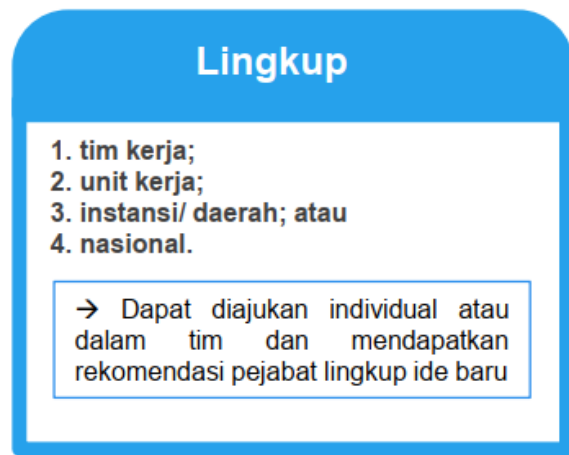 Lingkup
1. tim kerja;
2. unit kerja;
3. instansi/ daerah; atau
4. nasional.
→ Dapat diajukan individual atau
dalam tim dan mendapatkan
rekomendasi pejabat lingkup ide baru